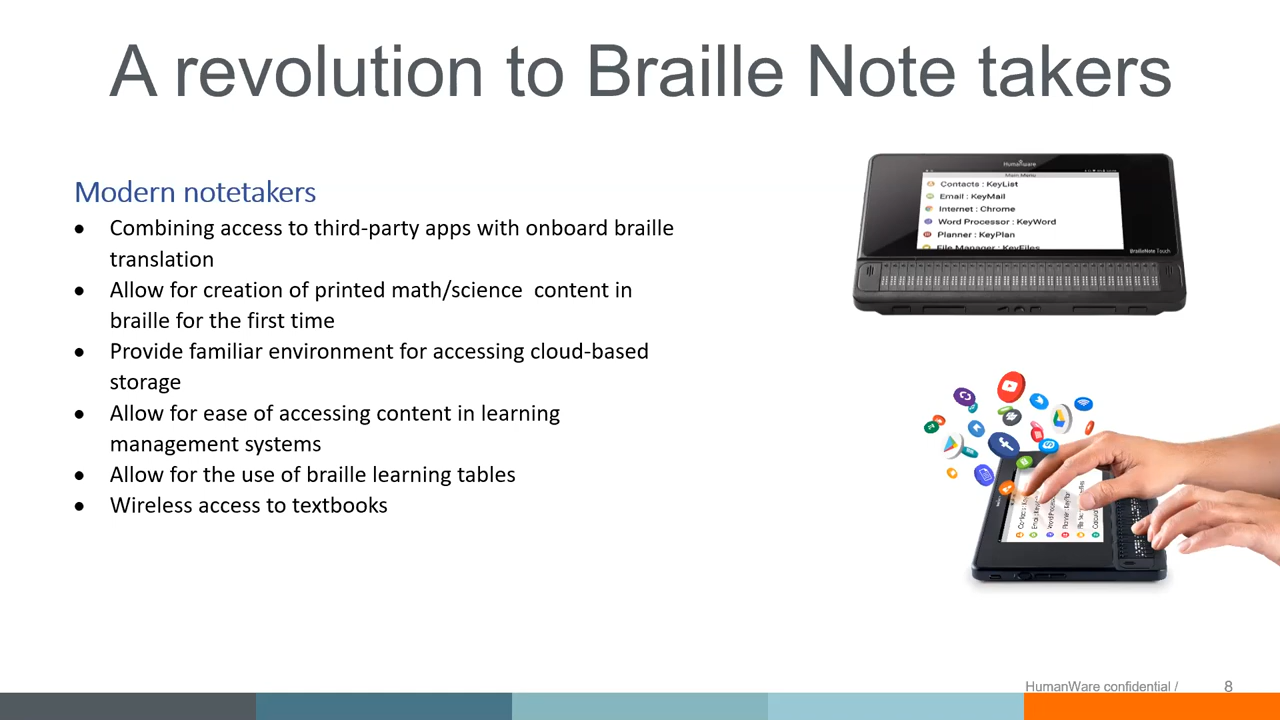 A revolution to Braille Note takers
Modern notetakers
• Combining access to third-party apps with onboard braille
translation
• Allow for creation of printed math/science content in
braille for the first time
• Provide familiar environment for accessing cloud-based
storage
• Allow for ease of accessing content in learning
management systems
• Allow for the use of braille learning tables
• Wireless access to textbooks
HumanWare
Main Menu
Contacts : KeyList
Email : KeyMail
Internet : Chrome
Word Processor : KeyWord
Planner : KeyPlan
File Manager : KeyFiles
BrailleNote Touch
HumanWare confidential /
8